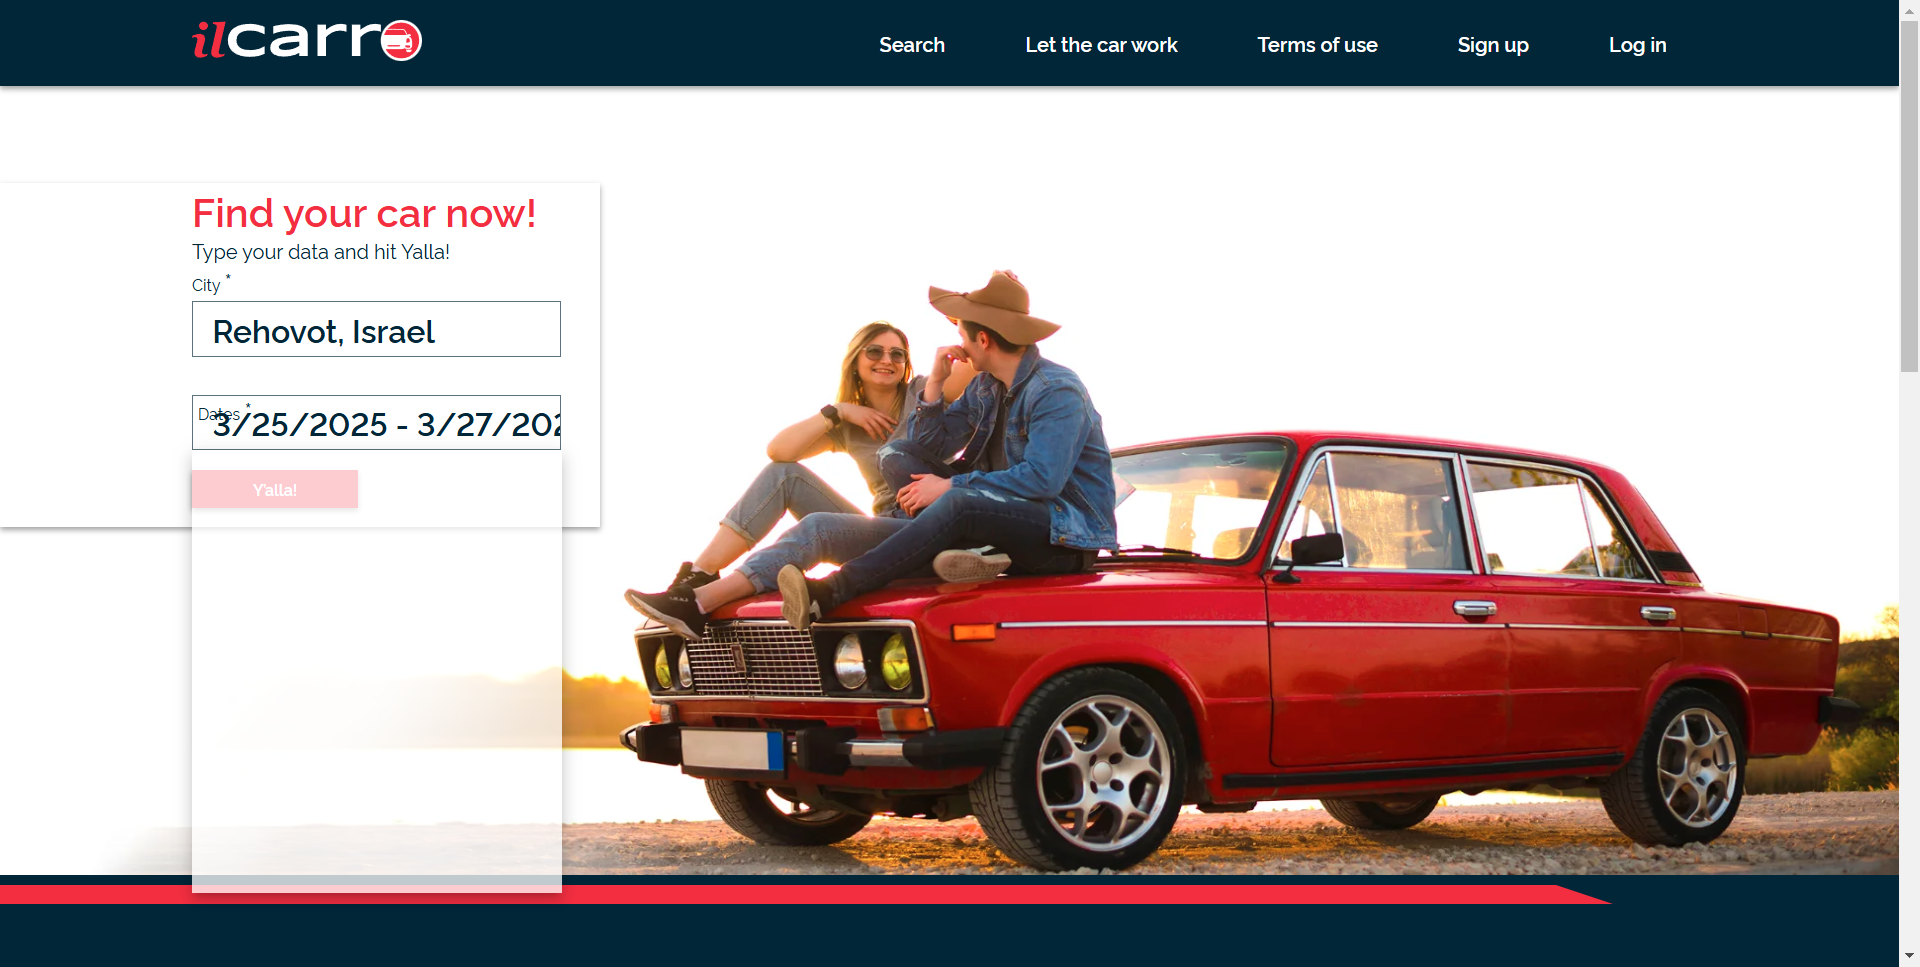 ilcarro
Search
Let the car work
Terms of use
Sign up
Log in
Find your car now!
Type your data and hit Yalla!
City *
Rehovot, Israel
Dates *
3/25/2025 - 3/27/202
Y'alla!